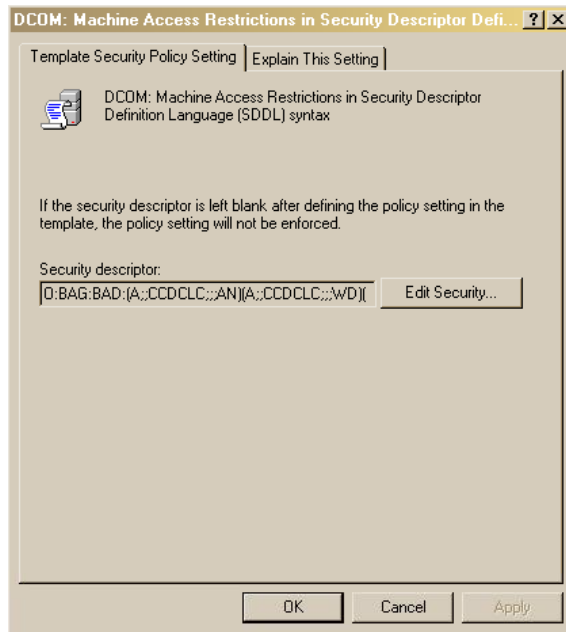 DCOM: Machine Access Restrictions in Security Descriptor Defi...
Template Security Policy Setting
Explain This Setting
DCOM: Machine Access Restrictions in Security Descriptor
Definition Language (SDDL) syntax
If the security descriptor is left blank after defining the policy setting in the
template, the policy setting will not be enforced.
Security descriptor:
O:BAG:BAD:(A;;CCDCLC;;;AN)(A;;CCDCLC;;;WD)(
Edit Security...
OK
Cancel
Apply